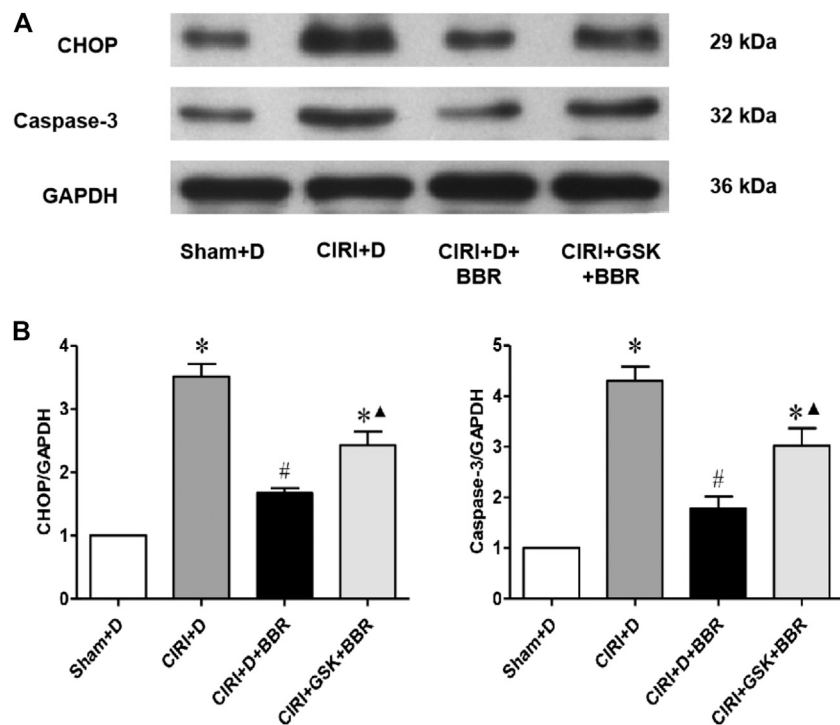 A
CHOP 29 kDa
Caspase-3 32 kDa
GAPDH 36 kDa
Sham+D CIRI+D CIRI+D+ BBR CIRI+GSK +BBR
B
CHOP/GAPDH
4
3
2
1
0
*
#
*▲
Sham+D
CIRI+D
CIRI+D+BBR
CIRI+GSK+BBR
Caspase-3/GAPDH
5
4
3
2
1
0
*
#
*▲
Sham+D
CIRI+D
CIRI+D+BBR
CIRI+GSK+BBR